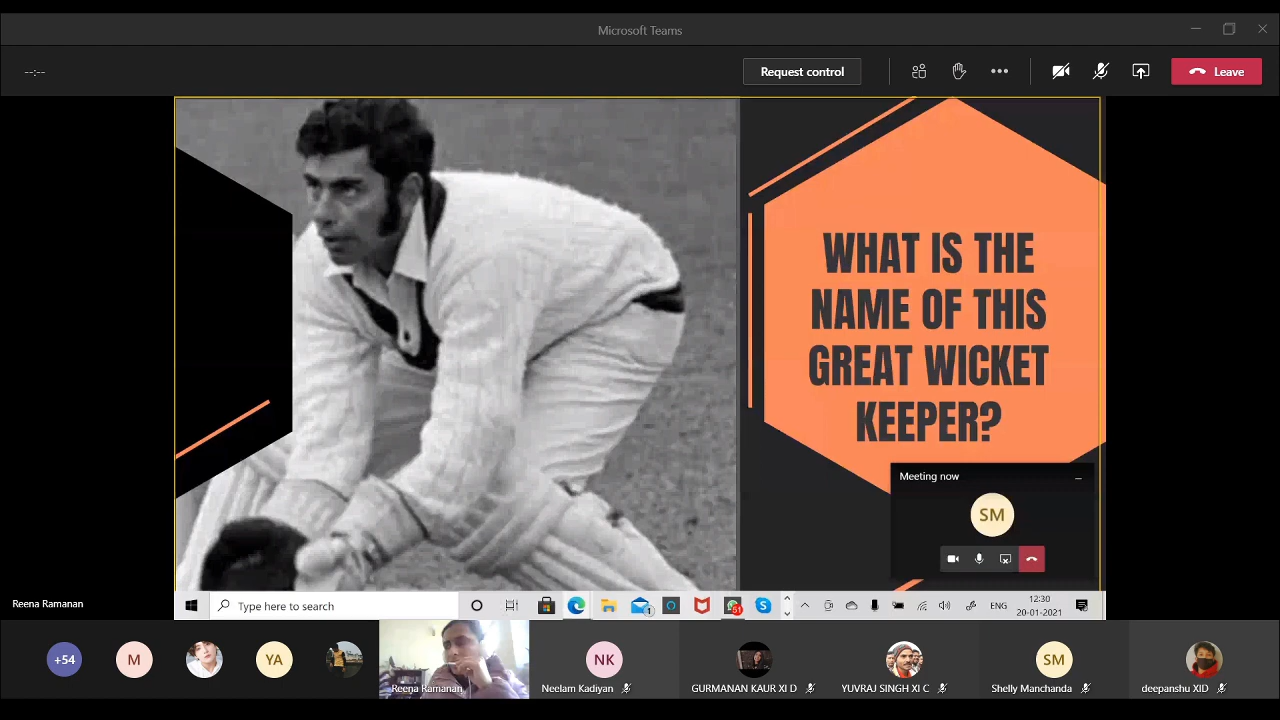 Microsoft Teams
--:--
Request control
Leave
WHAT IS THE
NAME OF THIS
GREAT WICKET
KEEPER?
Meeting now
SM
Reena Ramanan
Type here to search
1
51
ENG
12:30
20-01-2021
+54
M
YA
Reena Ramanan
NK
Neelam Kadiyan
GURMANAN KAUR XI D
YUVRAJ SINGH XI C
SM
Shelly Manchanda
deepanshu XID